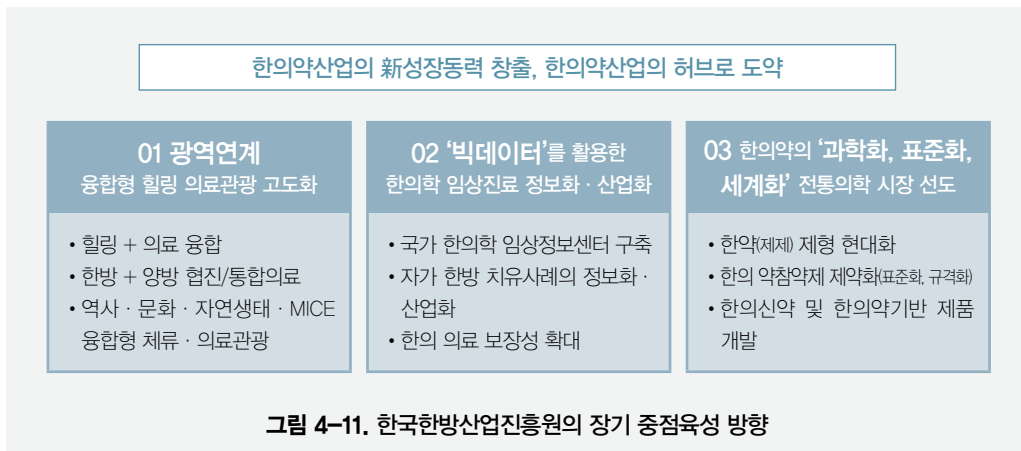 한의약산업의 新성장동력 창출, 한의약산업의 허브로 도약
01 광역연계
융합형 힐링 의료관광 고도화
• 힐링 + 의료 융합
• 한방 + 양방 협진/통합의료
• 역사 · 문화 · 자연생태 · MICE
융합형 체류 · 의료관광
02 ‘빅데이터’를 활용한
한의학 임상진료 정보화 · 산업화
• 국가 한의학 임상정보센터 구축
• 자가 한방 치유사례의 정보화 ·
산업화
• 한의 의료 보장성 확대
03 한의약의 ‘과학화, 표준화,
세계화’ 전통의학 시장 선도
• 한약(제제) 제형 현대화
• 한의 약참약제 제약화(표준화, 규격화)
• 한의신약 및 한의약기반 제품
개발
그림 4-11. 한국한방산업진흥원의 장기 중점육성 방향